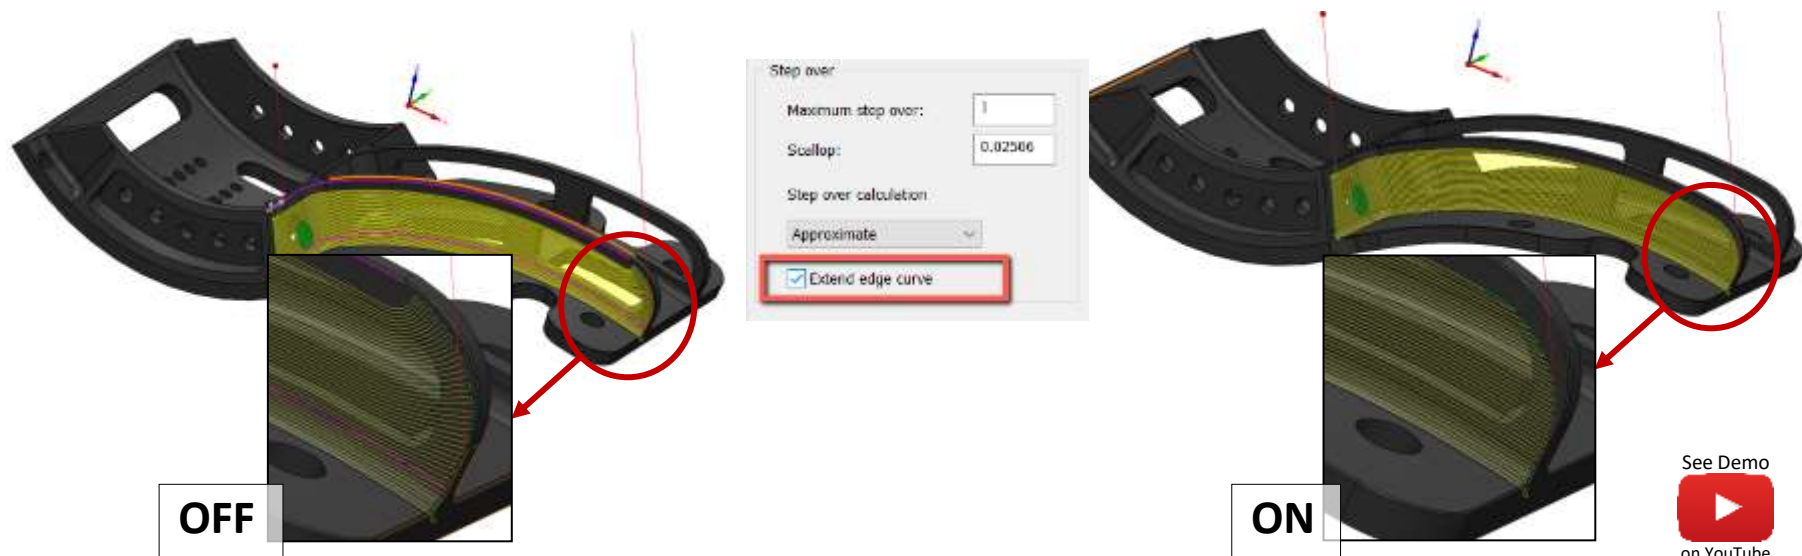 Step over
Maximum step over:
1
Scallop:
0.02506
Step over calculation
Approximate
Extend edge curve
OFF
ON
See Demo
on YouTube